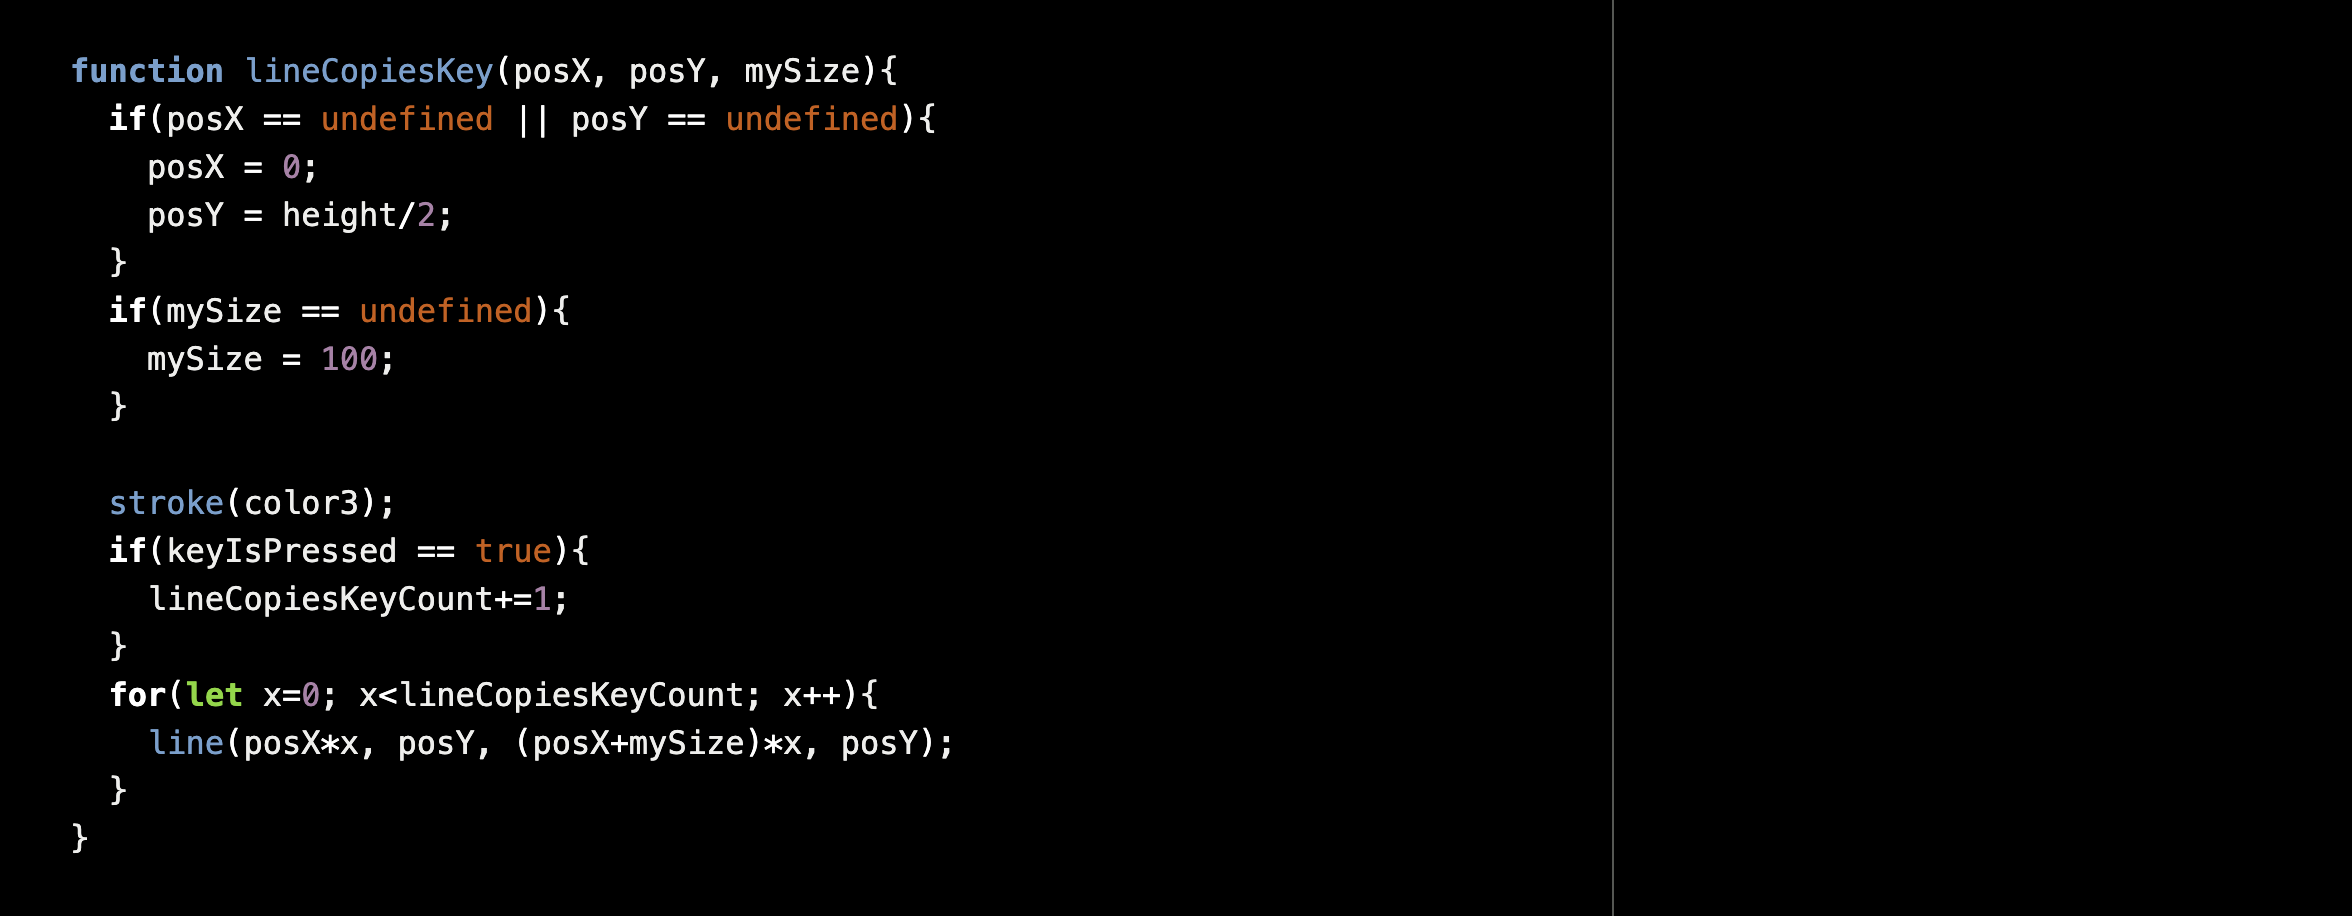 function lineCopiesKey(posX, posY, mySize){
  if(posX == undefined || posY == undefined){
    posX = 0;
    posY = height/2;
  }
  if(mySize == undefined){
    mySize = 100;
  }

  stroke(color3);
  if(keyIsPressed == true){
    lineCopiesKeyCount+=1;
  }
  for(let x=0; x<lineCopiesKeyCount; x++){
    line(posX*x, posY, (posX+mySize)*x, posY);
  }
}